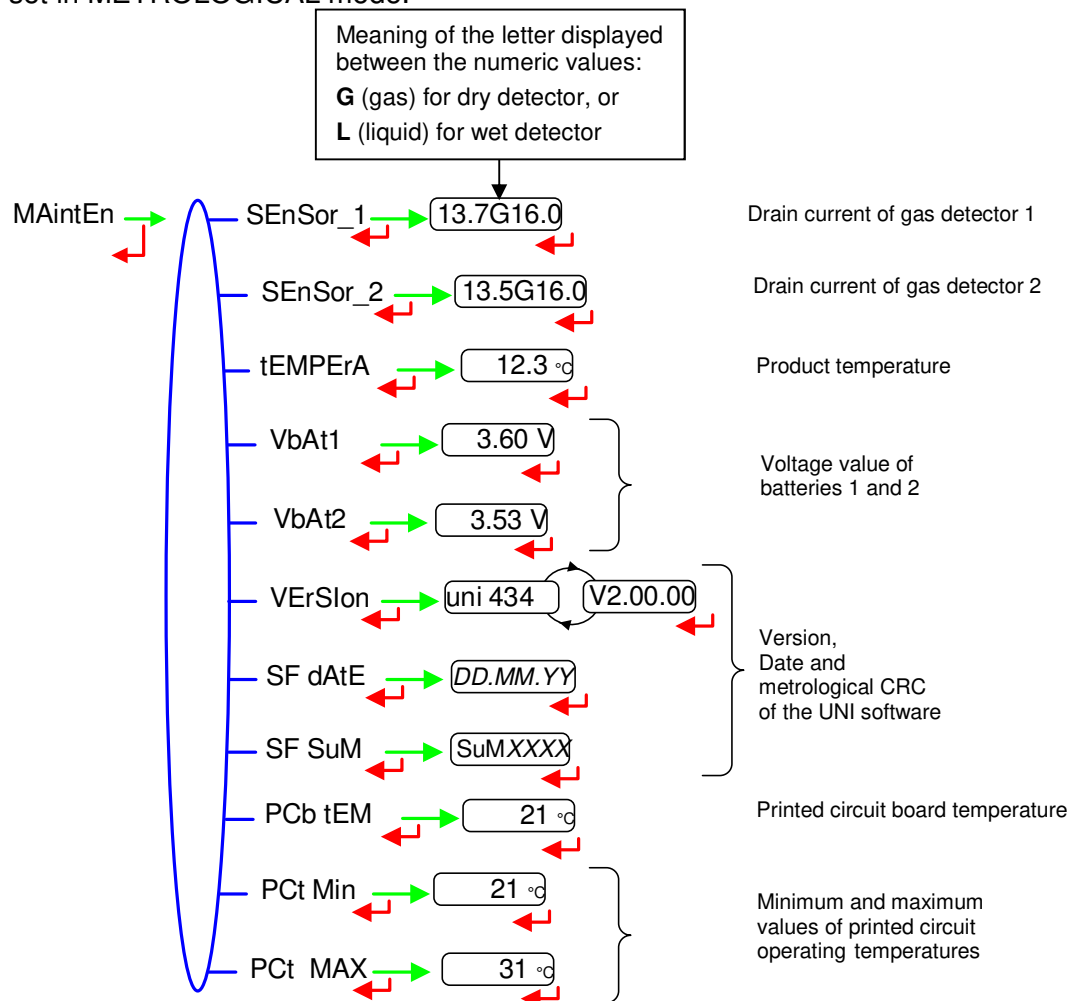 set in METROLOGICAL mode.
Meaning of the letter displayed
between the numeric values:
G (gas) for dry detector, or
L (liquid) for wet detector
MAintEn
SEnSor_1 13.7G16.0 Drain current of gas detector 1
SEnSor_2 13.5G16.0 Drain current of gas detector 2
tEMPErA 12.3 °C Product temperature
VbAt1 3.60 V
Voltage value of
batteries 1 and 2
VbAt2 3.53 V
VErSIon uni 434 V2.00.00
Version,
Date and
metrological CRC
of the UNI software
SF dAtE DD.MM.YY
SF SuM SuMXXXX
PCb tEM 21 °C Printed circuit board temperature
PCt Min 21 °C
Minimum and maximum
values of printed circuit
operating temperatures
PCt MAX 31 °C